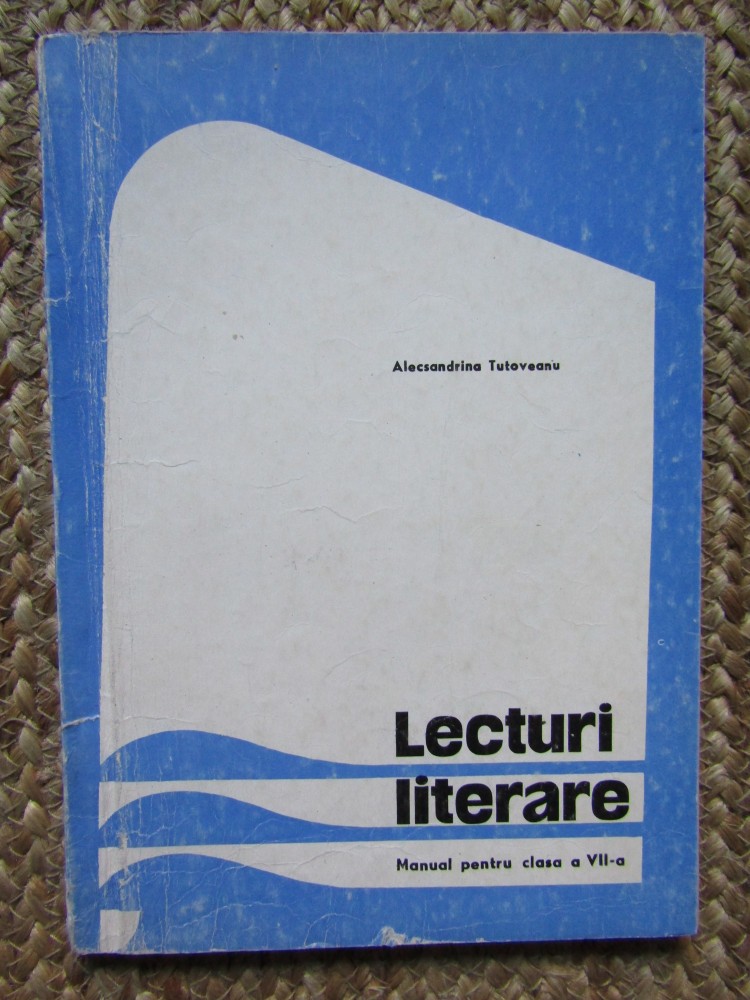 Alecsandrina Tutoveanu
Lecturi
literare
Manual pentru clasa a VII-a